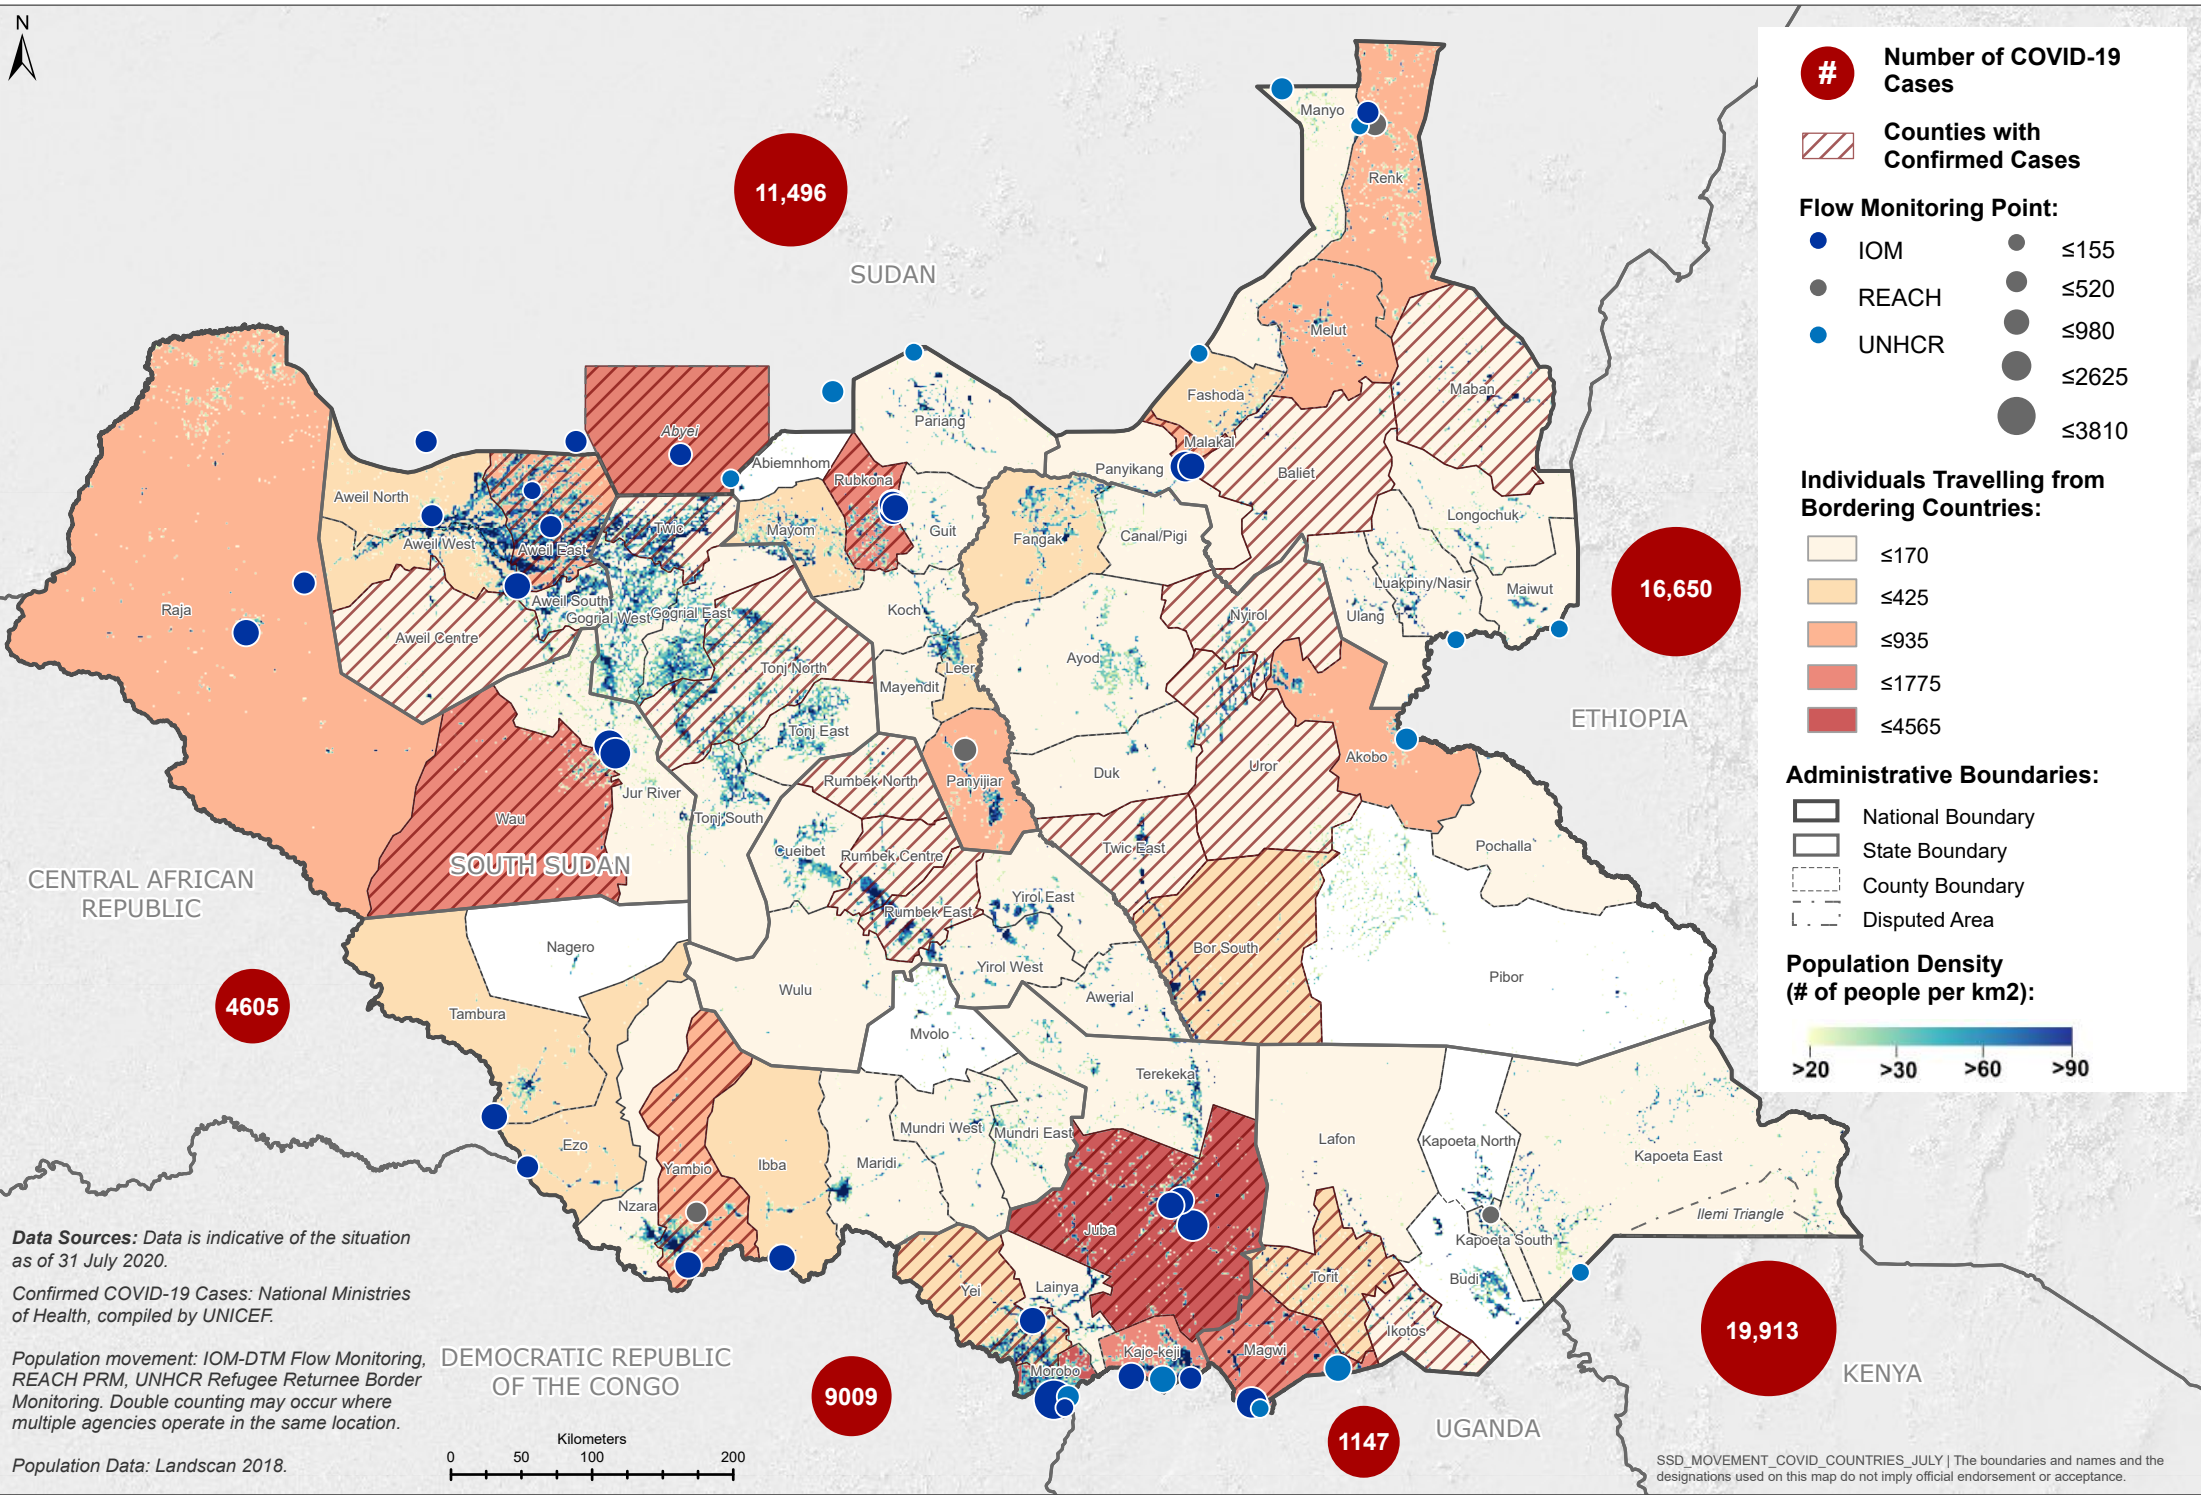 N
11,496
SUDAN
Manyo
Renk
Melut
Maban
Fashoda
Malakal
Baliet
Panyikang
Pariang
Abyei
Abiemnhom
Rubkona
Guit
Mayom
Twic
Aweil North
Aweil West
Aweil East
Aweil South
Gogrial West
Gogrial East
Aweil Centre
Raja
Fangak
Canal/Pigi
Longochuk
Luakpiny/Nasir
Maiwut
Ulang
Nyirol
Koch
Leer
Mayendit
Ayod
Tonj North
Tonj East
Tonj South
Jur River
Wau
SOUTH SUDAN
Rumbek North
Panyijiar
Duk
Uror
Akobo
Twic East
Pochalla
Cueibet
Rumbek Centre
Rumbek East
Yirol East
Yirol West
Awerial
Bor South
Pibor
Wulu
Mvolo
Nagero
Tambura
Ezo
Nzara
Yambio
Ibba
Maridi
Mundri West
Mundri East
Terekeka
Juba
Lafon
Kapoeta North
Kapoeta East
Ilemi Triangle
Kapoeta South
Budi
Torit
Ikotos
Magwi
Kajo-keji
Lainya
Yei
Morobo
16,650
ETHIOPIA
CENTRAL AFRICAN
REPUBLIC
4605
DEMOCRATIC REPUBLIC
OF THE CONGO
9009
1147
UGANDA
19,913
KENYA
#
Number of COVID-19
Cases
Counties with
Confirmed Cases
Flow Monitoring Point:
IOM
REACH
UNHCR
≤155
≤520
≤980
≤2625
≤3810
Individuals Travelling from
Bordering Countries:
≤170
≤425
≤935
≤1775
≤4565
Administrative Boundaries:
National Boundary
State Boundary
County Boundary
Disputed Area
Population Density
(# of people per km2):
>20 >30 >60 >90
Data Sources: Data is indicative of the situation
as of 31 July 2020.
Confirmed COVID-19 Cases: National Ministries
of Health, compiled by UNICEF.
Population movement: IOM-DTM Flow Monitoring,
REACH PRM, UNHCR Refugee Returnee Border
Monitoring. Double counting may occur where
multiple agencies operate in the same location.
Population Data: Landscan 2018.
Kilometers
0 50 100 200
SSD_MOVEMENT_COVID_COUNTRIES_JULY | The boundaries and names and the
designations used on this map do not imply official endorsement or acceptance.